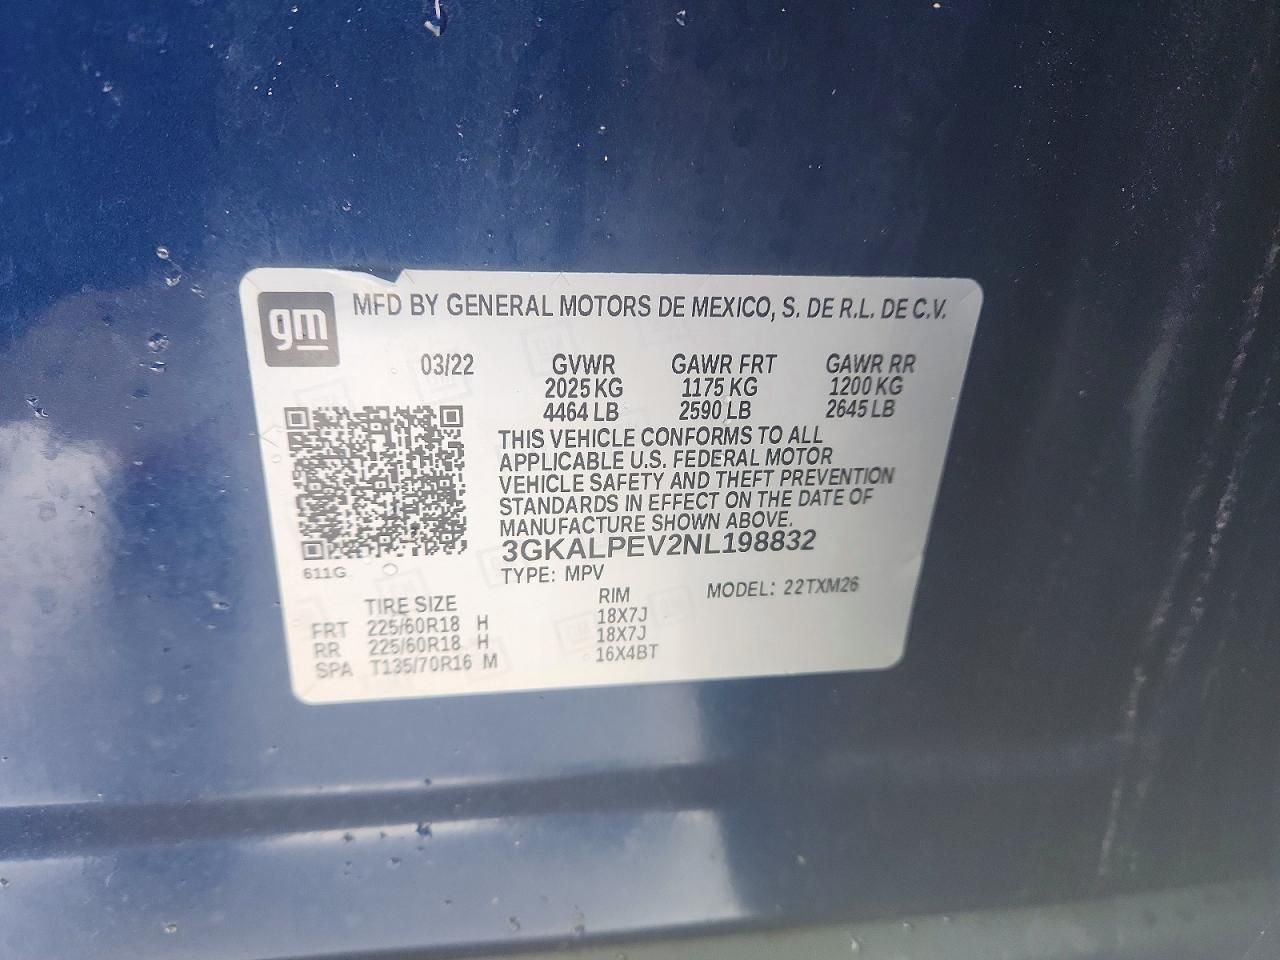 gm MFD BY GENERAL MOTORS DE MEXICO, S. DE R.L. DE C.V.
03/22 GVWR GAWR FRT GAWR RR
2025 KG 1175 KG 1200 KG
4464 LB 2590 LB 2645 LB
THIS VEHICLE CONFORMS TO ALL
APPLICABLE U.S. FEDERAL MOTOR
VEHICLE SAFETY AND THEFT PREVENTION
STANDARDS IN EFFECT ON THE DATE OF
MANUFACTURE SHOWN ABOVE.
3GKALPEV2NL198832
611G TYPE: MPV MODEL: 22TXM26
TIRE SIZE RIM
FRT 225/60R18 H 18X7J
RR 225/60R18 H 18X7J
SPA T135/70R16 M 16X4BT